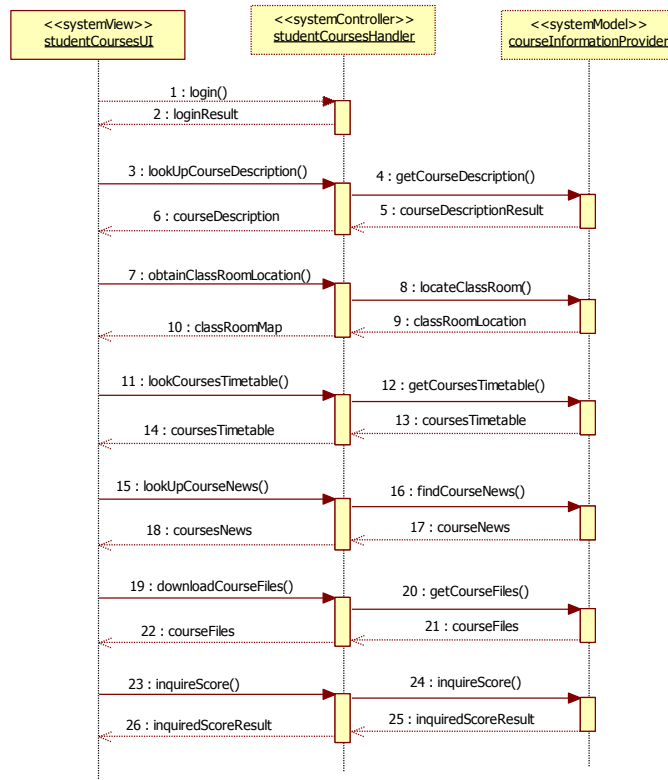 <<systemView>>
studentCoursesUI
<<systemController>>
studentCoursesHandler
<<systemModel>>
courseInformationProvider
1 : login()
2 : loginResult
3 : lookUpCourseDescription()
4 : getCourseDescription()
5 : courseDescriptionResult
6 : courseDescription
7 : obtainClassRoomLocation()
8 : locateClassRoom()
9 : classRoomLocation
10 : classRoomMap
11 : lookCoursesTimetable()
12 : getCoursesTimetable()
13 : coursesTimetable
14 : coursesTimetable
15 : lookUpCourseNews()
16 : findCourseNews()
17 : courseNews
18 : coursesNews
19 : downloadCourseFiles()
20 : getCourseFiles()
21 : courseFiles
22 : courseFiles
23 : inquireScore()
24 : inquireScore()
25 : inquiredScoreResult
26 : inquiredScoreResult